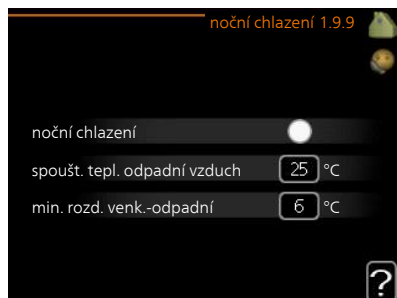 noční chlazení 1.9.9
noční chlazení
spoušt. tepl. odpadní vzduch 25 °C
min. rozd. venk.-odpadní 6 °C
?